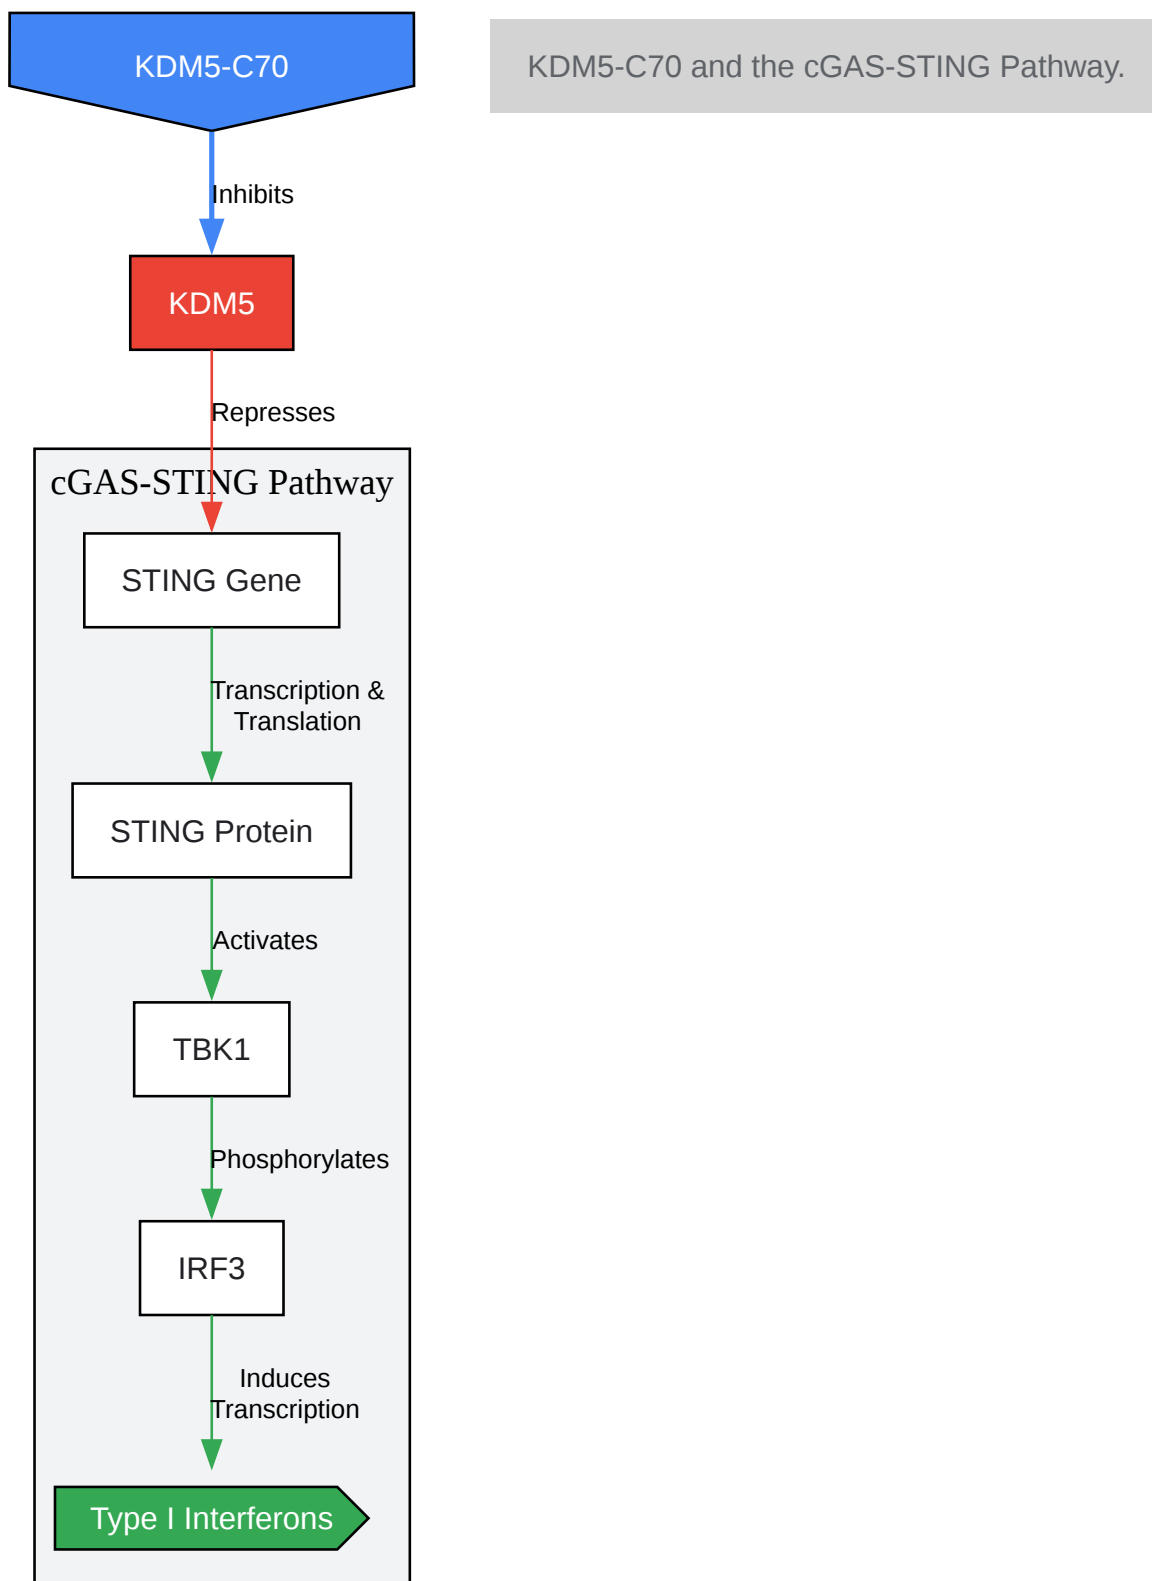 KDM5-C70
KDM5-C70 and the cGAS-STING Pathway.
Inhibits
KDM5
Represses
cGAS-STING Pathway
STING Gene
Transcription &
Translation
STING Protein
Activates
TBK1
Phosphorylates
IRF3
Induces
Transcription
Type I Interferons